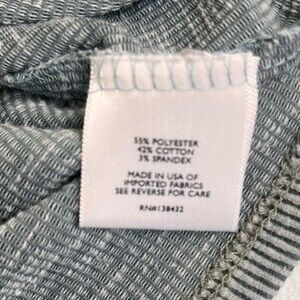 55% POLYESTER
42% COTTON
3% SPANDEX
MADE IN USA OF
IMPORTED FABRICS
SEE REVERSE FOR CARE
RN#138432